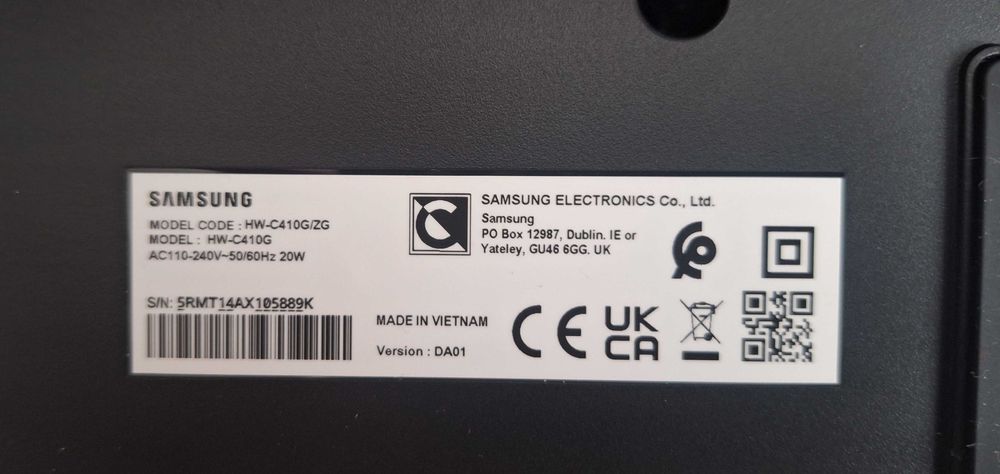 SAMSUNG
MODEL CODE : HW-C410G/ZG
MODEL : HW-C410G
AC110-240V~50/60Hz 20W
S/N: 5RMT14AX105889K
SAMSUNG ELECTRONICS Co., Ltd.
Samsung
PO Box 12987, Dublin. IE or
Yateley, GU46 6GG. UK
MADE IN VIETNAM
Version : DA01
CE
UK
CA